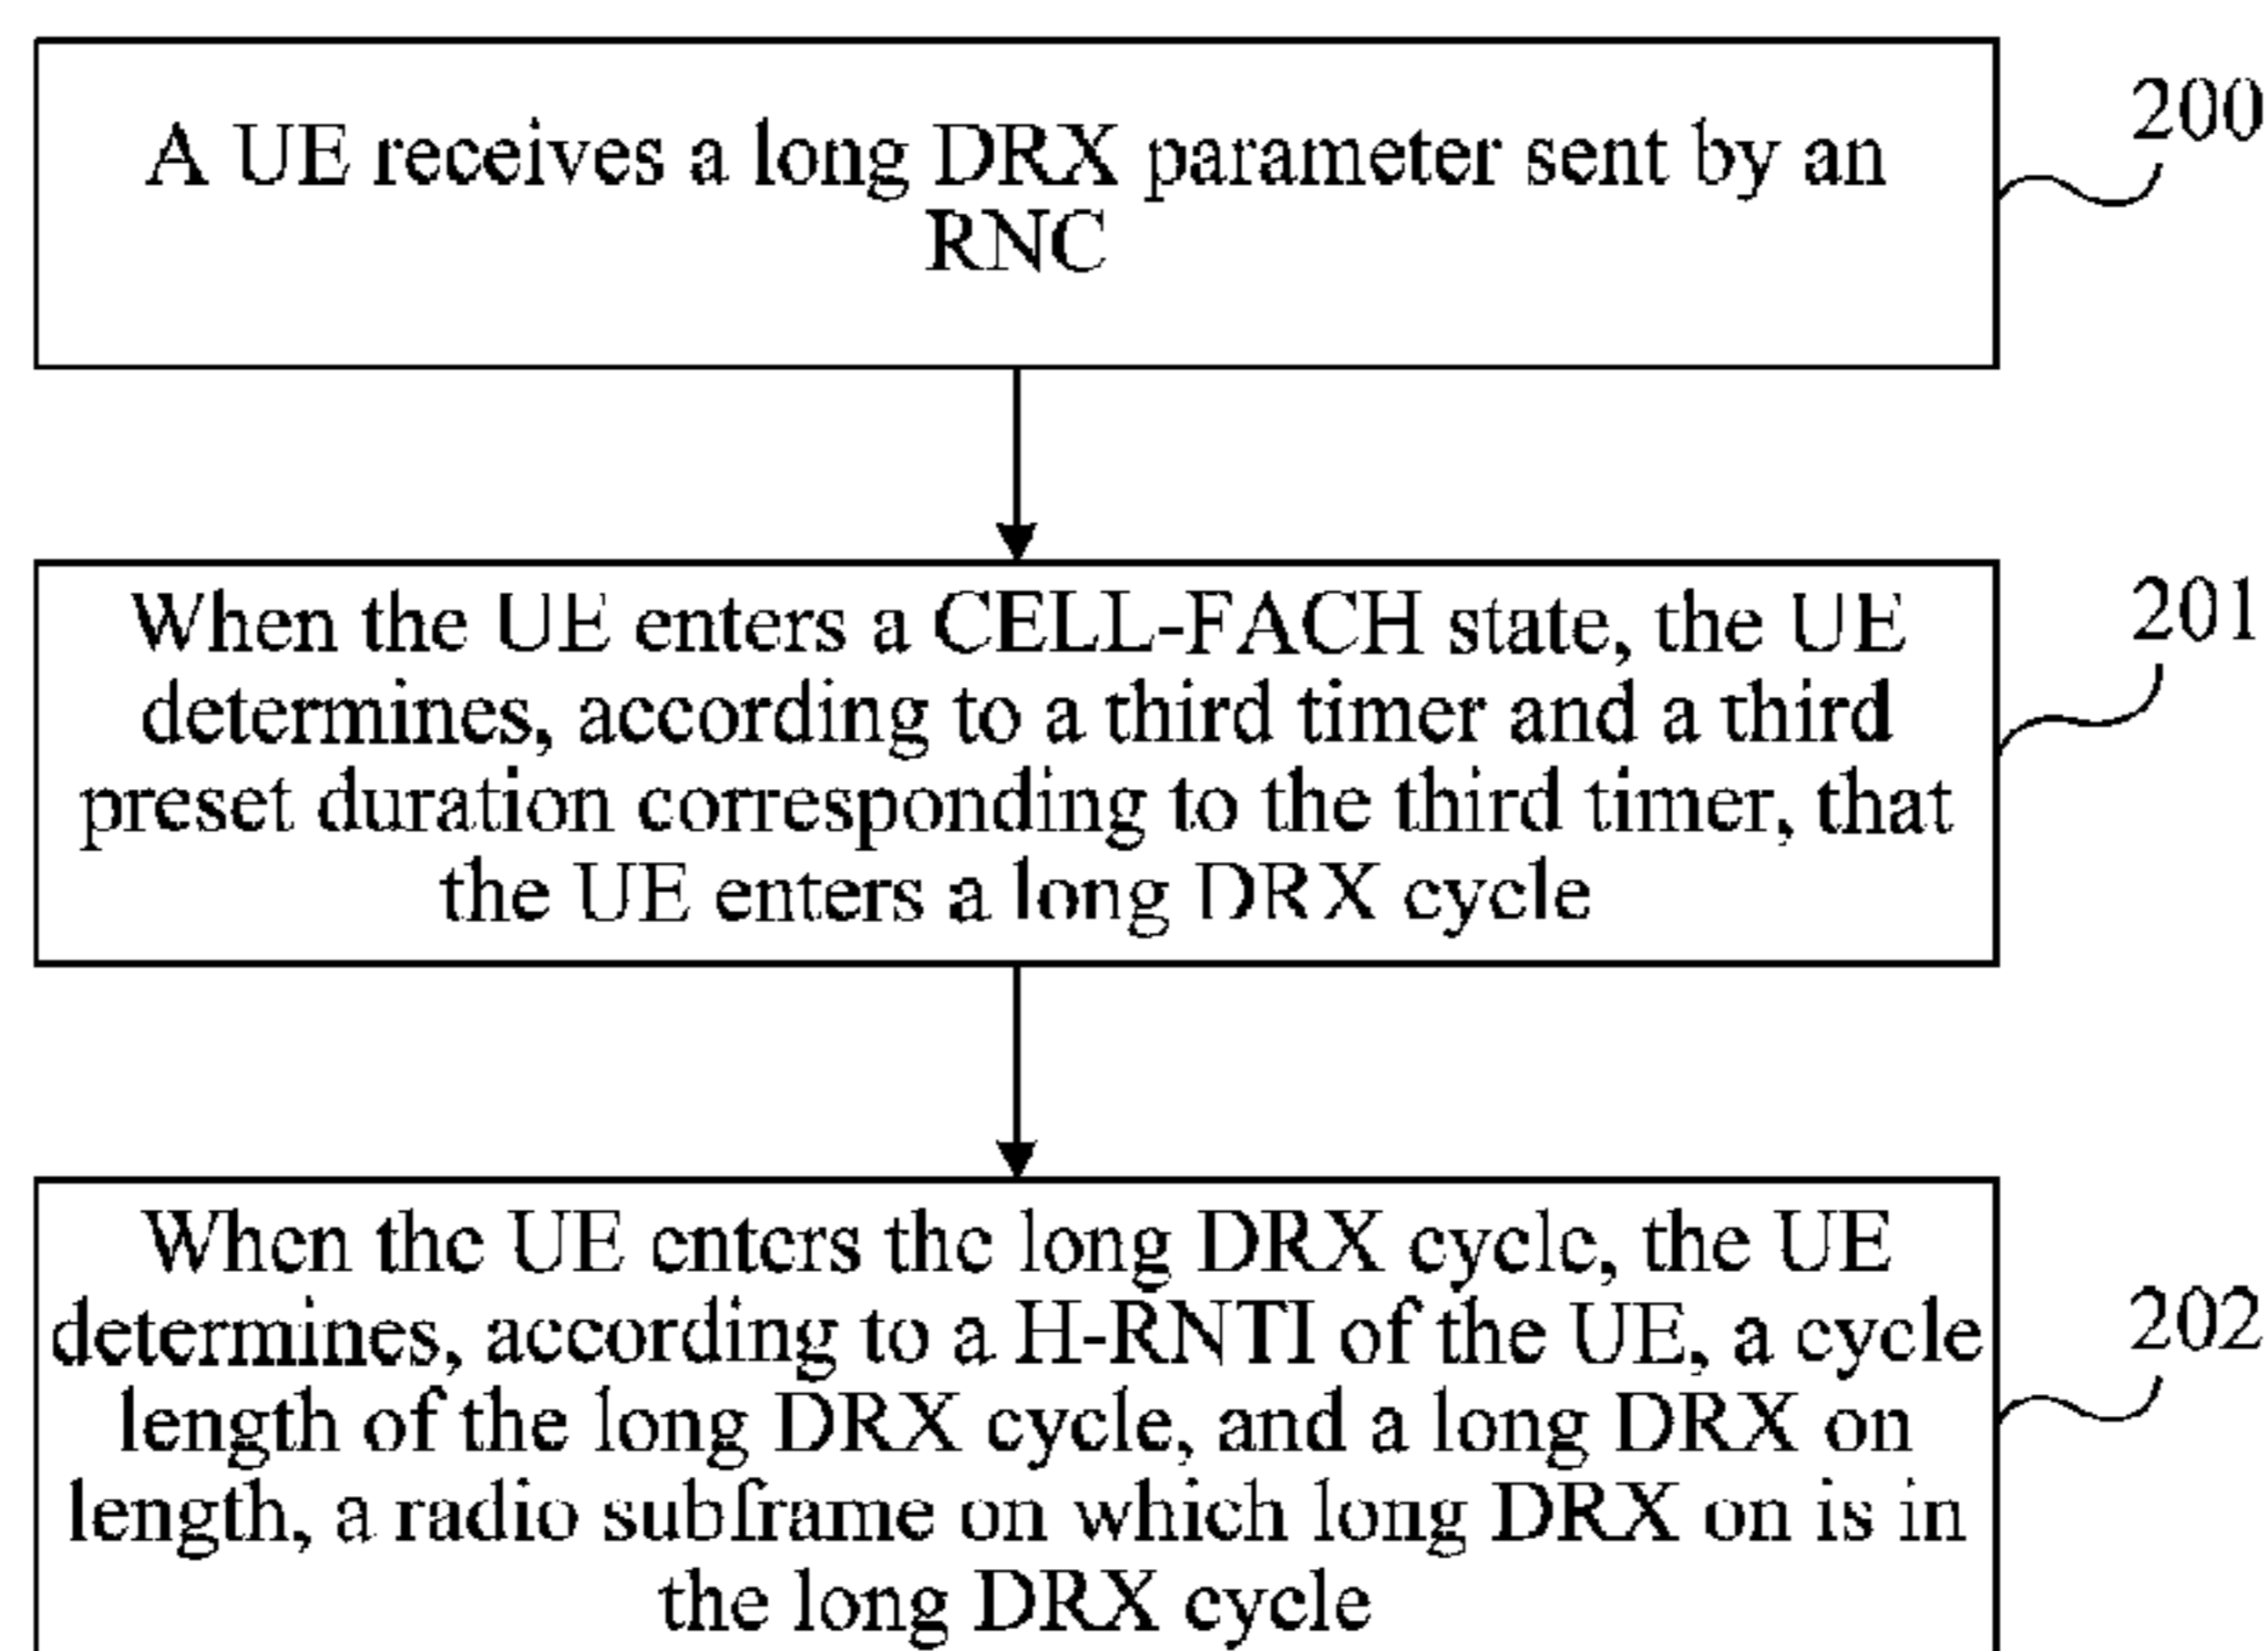 A UE receives a long DRX parameter sent by an
RNC
200
When the UE enters a CELL-FACH state, the UE
determines, according to a third timer and a third
preset duration corresponding to the third timer, that
the UE enters a long DRX cycle
201
When the UE enters the long DRX cycle, the UE
determines, according to a H-RNTI of the UE, a cycle
length of the long DRX cycle, and a long DRX on
length, a radio subframe on which long DRX on is in
the long DRX cycle
202